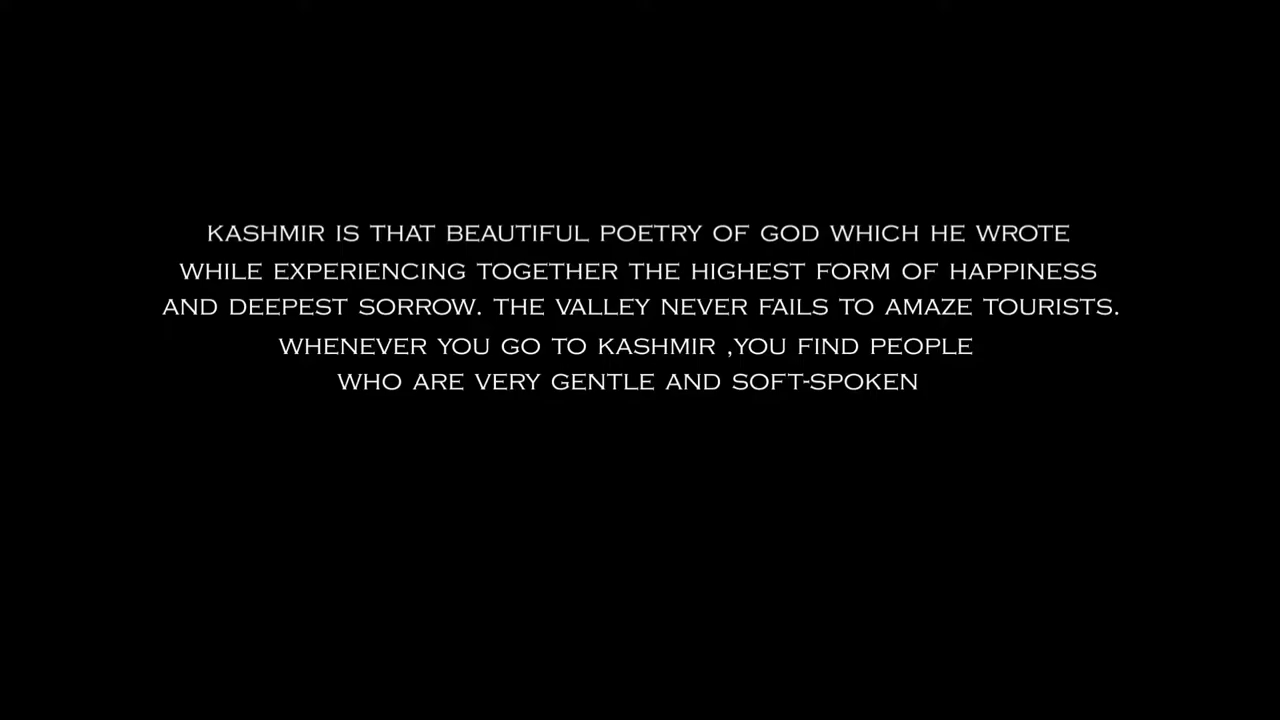 KASHMIR IS THAT BEAUTIFUL POETRY OF GOD WHICH HE WROTE
WHILE EXPERIENCING TOGETHER THE HIGHEST FORM OF HAPPINESS
AND DEEPEST SORROW. THE VALLEY NEVER FAILS TO AMAZE TOURISTS.
WHENEVER YOU GO TO KASHMIR ,YOU FIND PEOPLE
WHO ARE VERY GENTLE AND SOFT-SPOKEN